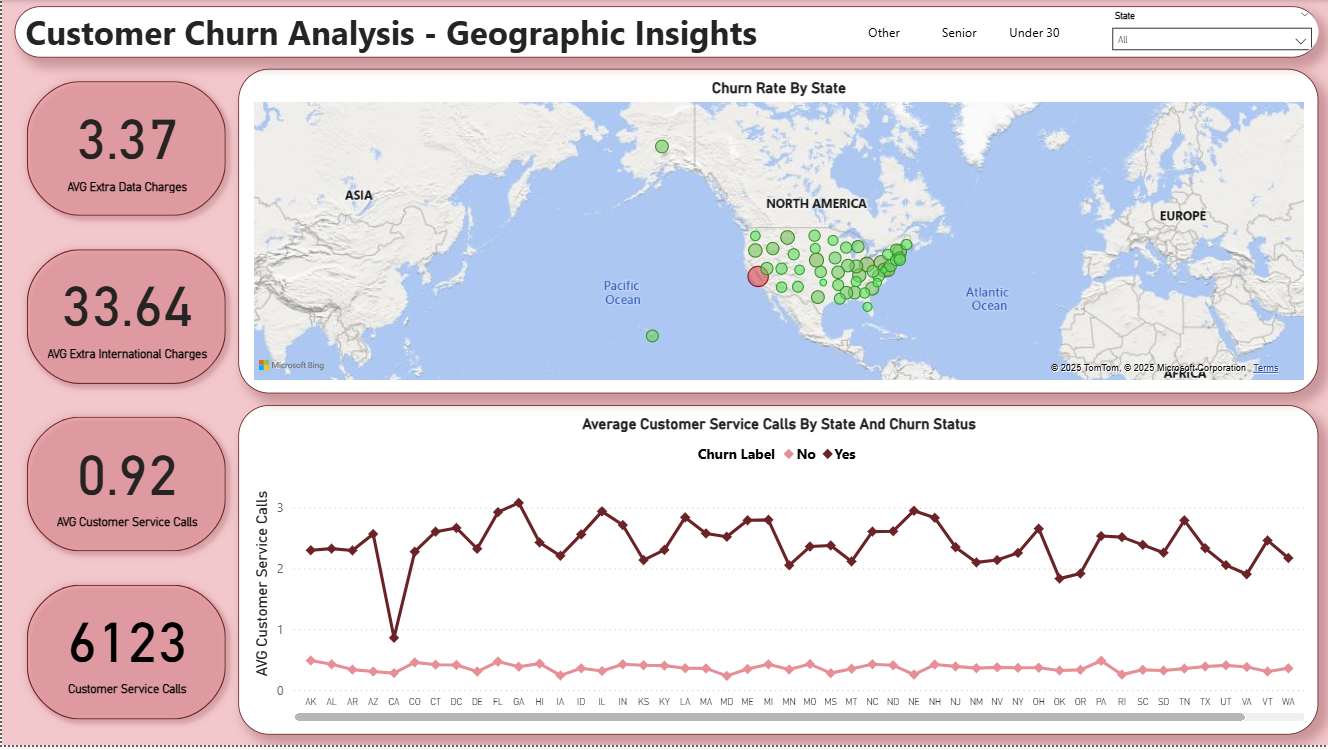 Customer Churn Analysis - Geographic Insights
Other
Senior
Under 30
State
All
3.37
AVG Extra Data Charges
33.64
AVG Extra International Charges
0.92
AVG Customer Service Calls
6123
Customer Service Calls
Churn Rate By State
ASIA
NORTH AMERICA
EUROPE
Pacific
Ocean
Atlantic
Ocean
AFRICA
Microsoft Bing
© 2025 TomTom, © 2025 Microsoft Corporation Terms
Average Customer Service Calls By State And Churn Status
Churn Label No Yes
AVG Customer Service Calls
3
2
1
0
AK AL AR AZ CA CO CT DC DE FL GA HI IA ID IL IN KS KY LA MA MD ME MI MN MO MS MT NC ND NE NH NJ NM NV NY OH OK OR PA RI SC SD TN TX UT VA VT WA